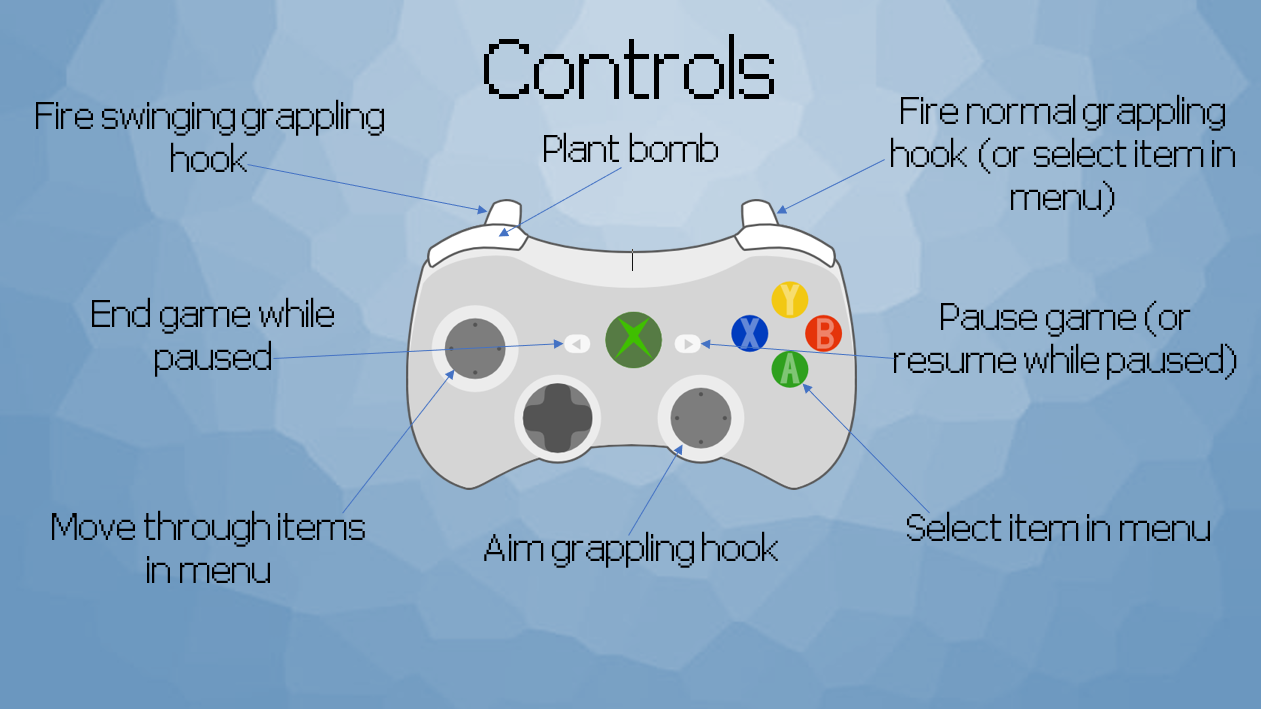 Controls
Fire swinging grappling
hook
Plant bomb
Fire normal grappling
hook (or select item in
menu)
End game while
paused
Pause game (or
resume while paused)
Y
X
B
A
Move through items
in menu
Aim grappling hook
Select item in menu